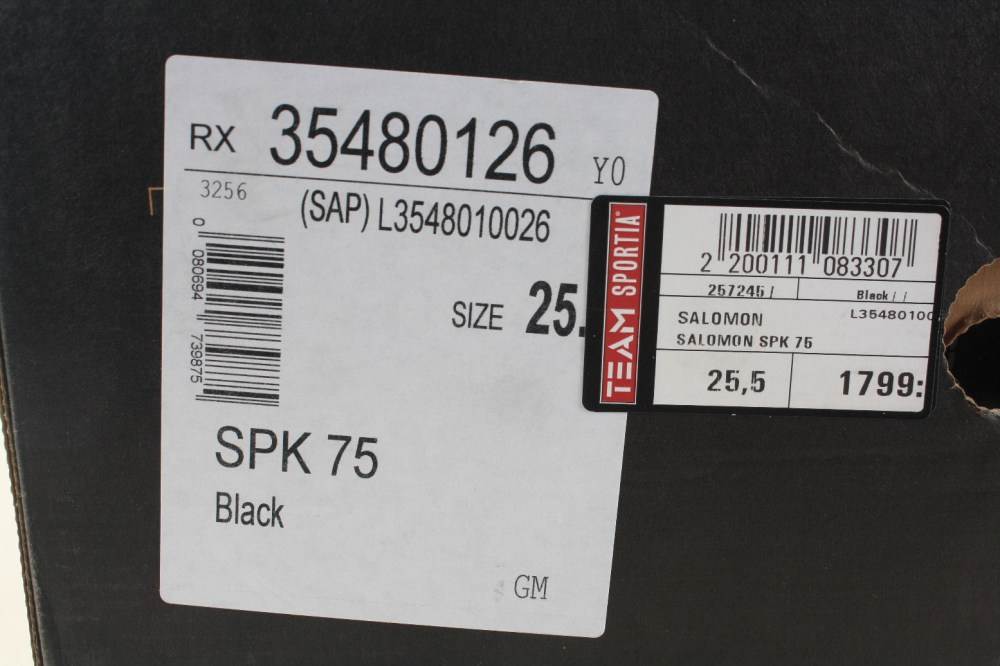 RX 35480126 Y0
3256
(SAP) L3548010026
0 080694 739875
SIZE 25.
SPK 75
Black
GM
TEAM SPORTIA
2 200111 083307
257245/ Black / /
L35480100
SALOMON
SALOMON SPK 75
25,5 1799: